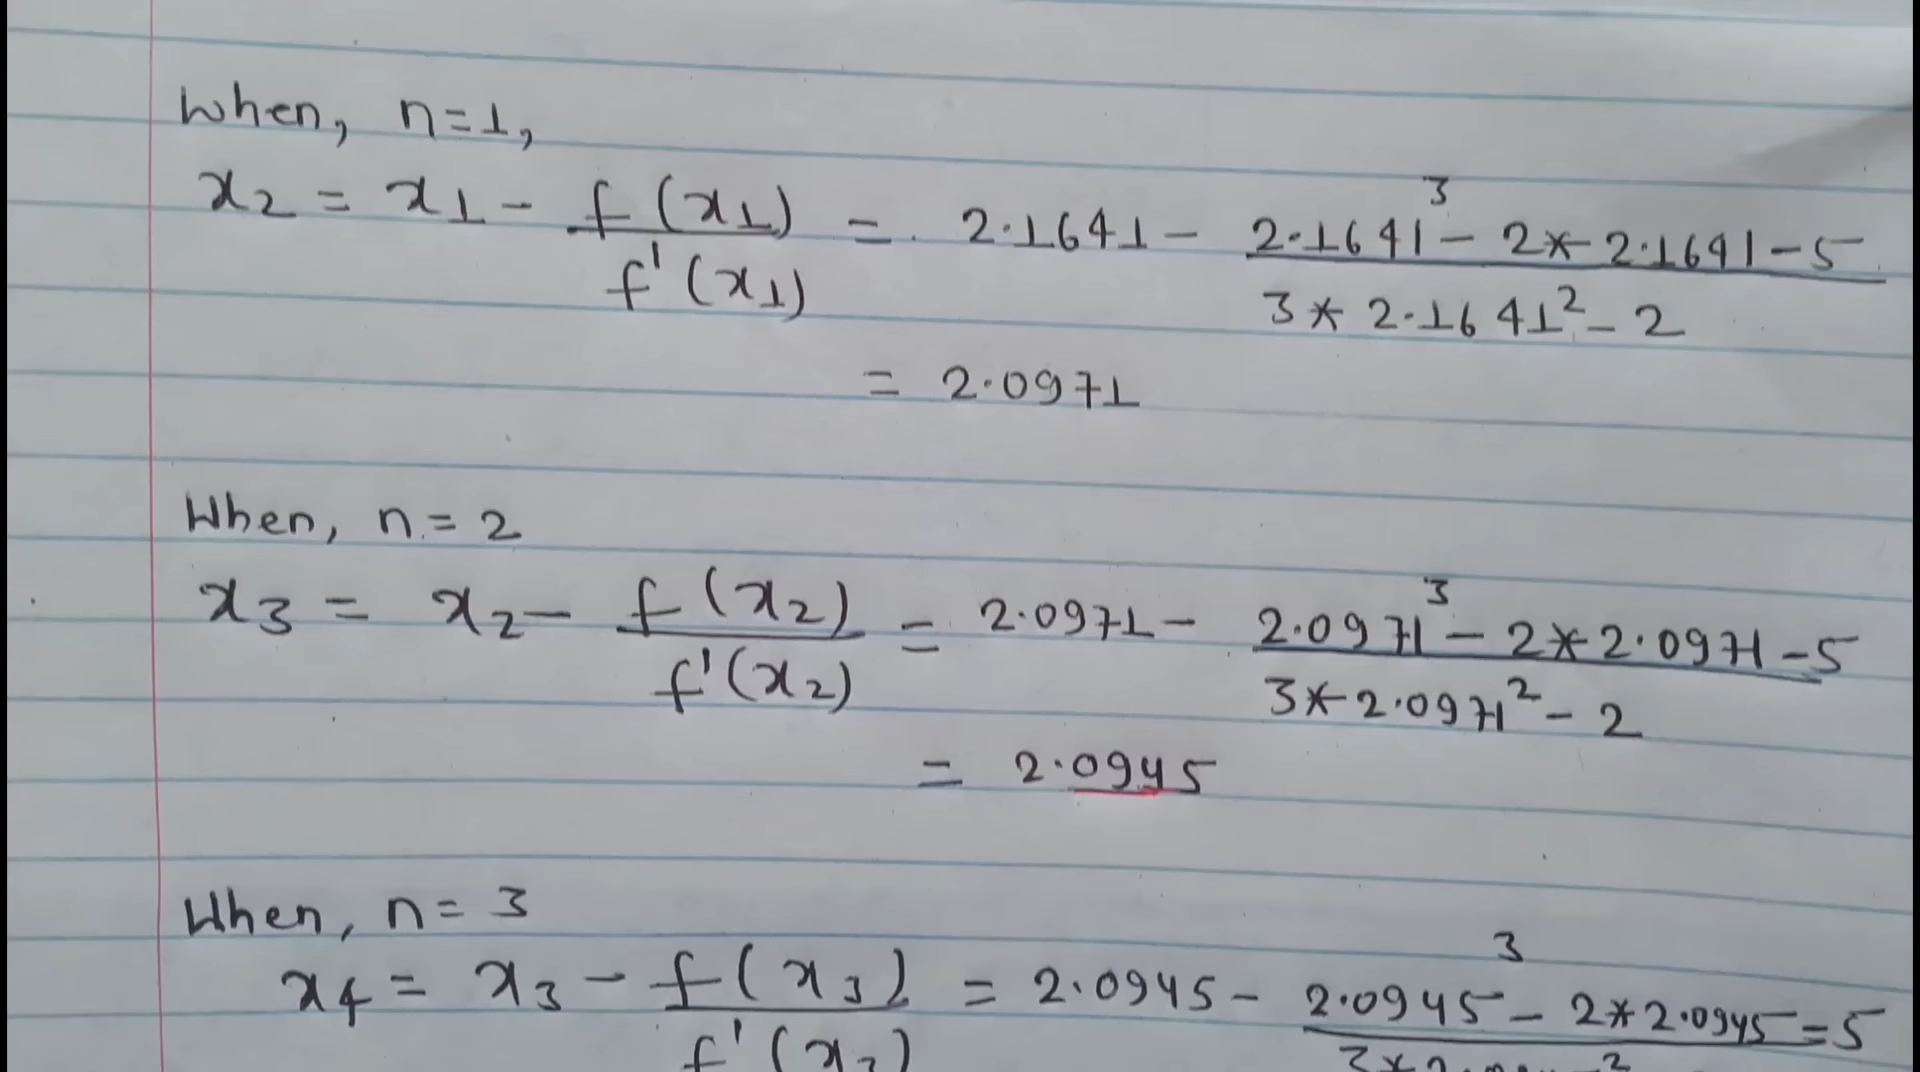 When, n=1,
x2 = x1 - f(x1)/f'(x1) = 2.1641 - (2.1641^3 - 2*2.1641-5)/(3*2.1641^2 - 2)
= 2.0971
When, n=2
x3 = x2 - f(x2)/f'(x2) = 2.0971 - (2.0971^3 - 2*2.0971-5)/(3*2.0971^2 - 2)
= 2.0945
When, n=3
x4 = x3 - f(x3)/f'(x3) = 2.0945 - 2.0945^3 - 2*2.0945=5